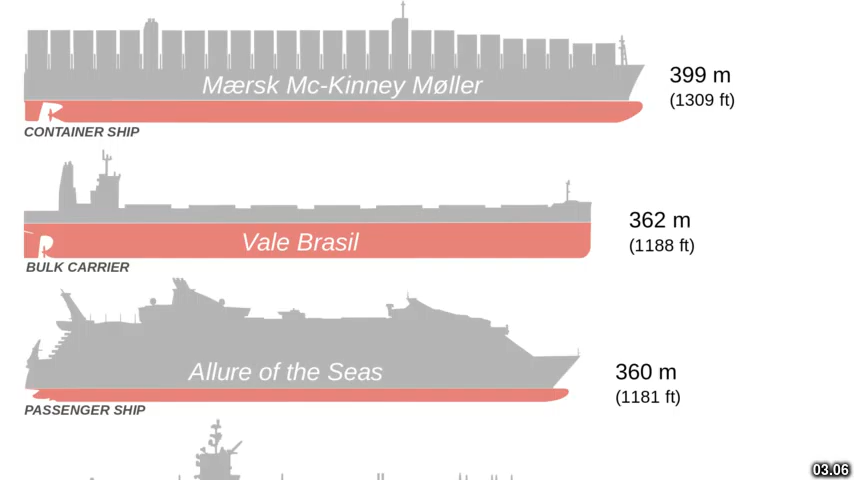 Mærsk Mc-Kinney Møller
399 m
(1309 ft)
CONTAINER SHIP
Vale Brasil
362 m
(1188 ft)
BULK CARRIER
Allure of the Seas
360 m
(1181 ft)
PASSENGER SHIP
03.06